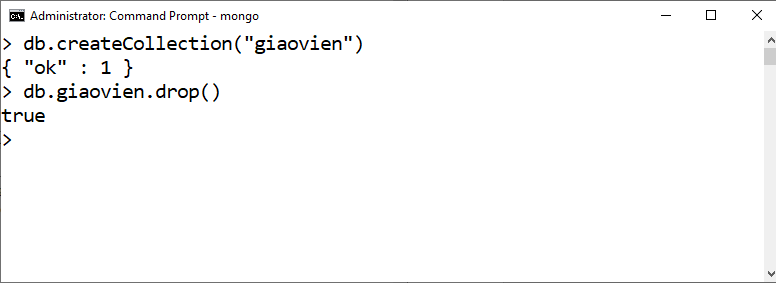 Administrator: Command Prompt - mongo
> db.createCollection("giaovien")
{ "ok" : 1 }
> db.giaovien.drop()
true
>